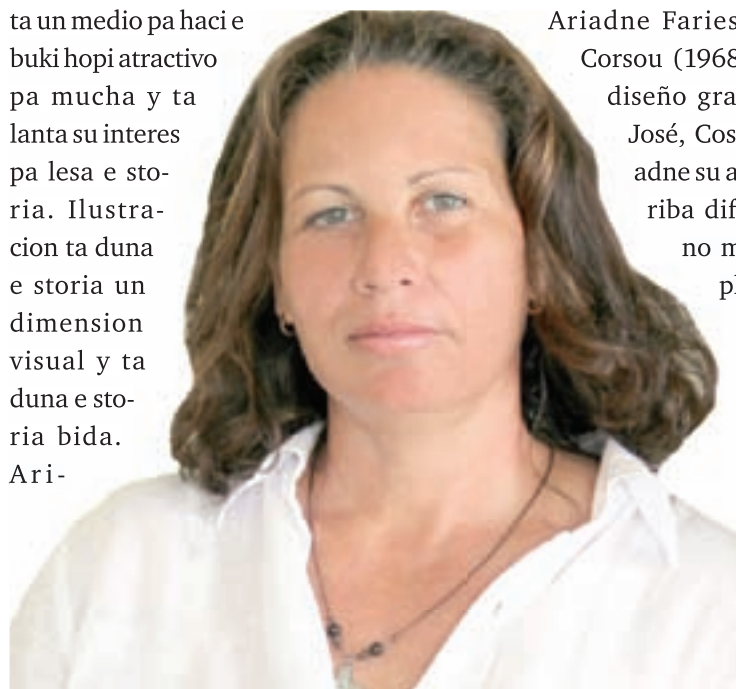 ta un medio pa haci e
buki hopi atractivo
pa mucha y ta
lanta su interes
pa lesa e sto-
ria. Ilustra-
cion ta duna
e storia un
dimension
visual y ta
duna e sto-
ria bida.
Ari-
Ariadne Faries
Corsou (1968
diseño gra
José, Cos
adne su a
riba dif
no m
pl